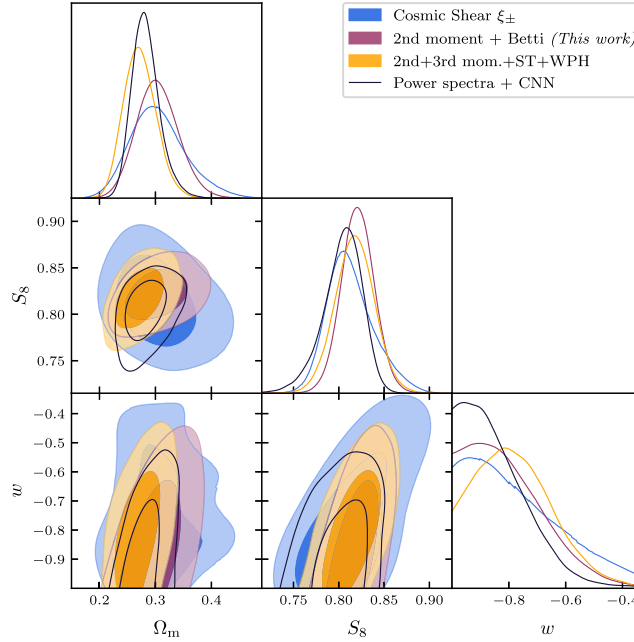 Cosmic Shear ξ±
2nd moment + Betti (This work)
2nd+3rd mom.+ST+WPH
Power spectra + CNN
0.90
0.85
0.80
0.75
S₈
−0.4
−0.5
−0.6
−0.7
−0.8
−0.9
w
0.2 0.3 0.4
0.75 0.80 0.85 0.90
−0.8 −0.6 −0.4
Ωₘ S₈ w